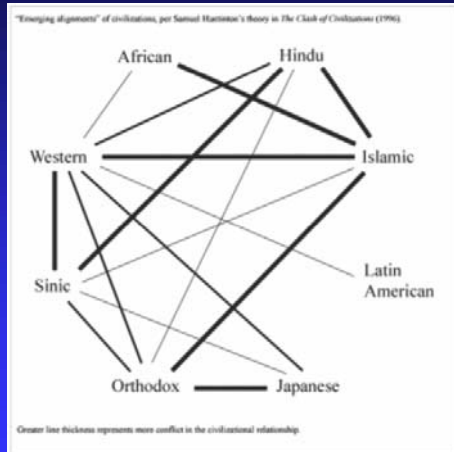 "Emerging alignments" of civilizations, per Samuel Huntington's theory in The Clash of Civilizations (1996).
African Hindu
Western Islamic
Sinic
Latin
American
Orthodox Japanese
Greater line thickness represents more conflict in the civilizational relationship.